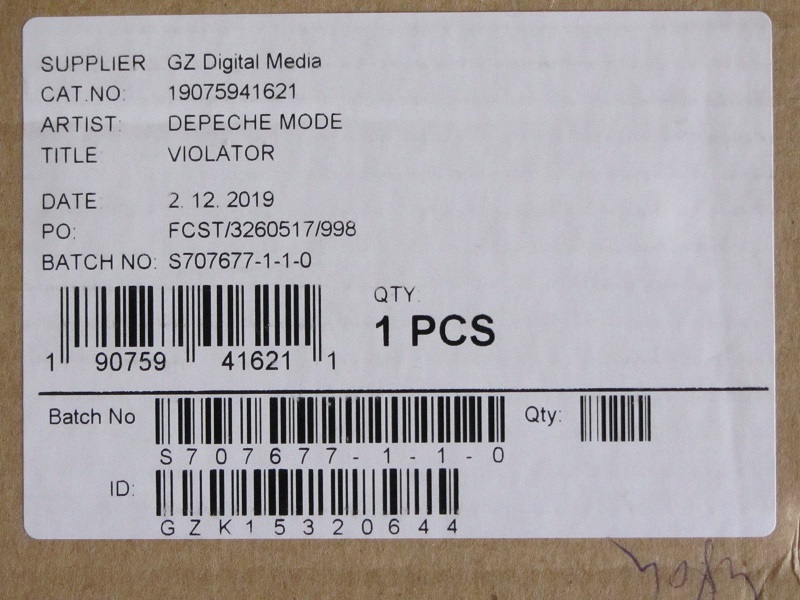 SUPPLIER GZ Digital Media
CAT.NO: 19075941621
ARTIST: DEPECHE MODE
TITLE VIOLATOR
DATE 2. 12. 2019
PO: FCST/3260517/998
BATCH NO: S707677-1-1-0
QTY.
1 PCS
1 90759 41621 1
Batch No Qty:
S707677-1-1-0
ID:
GZK15320644